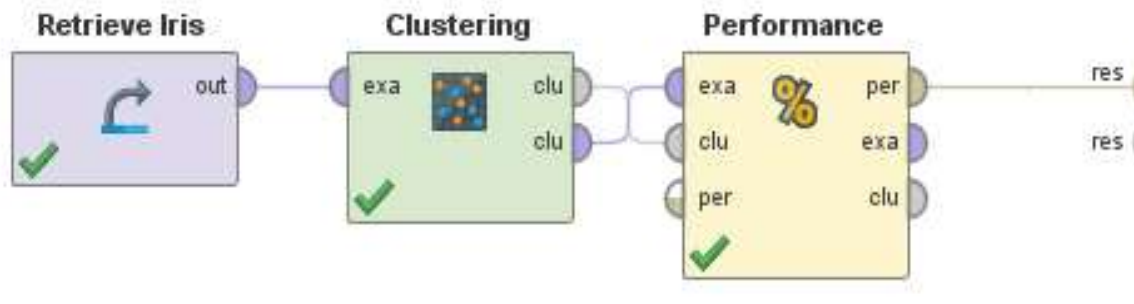 Retrieve Iris
Clustering
Performance
out
exa
clu
clu
exa
clu
per
per
exa
clu
res
res